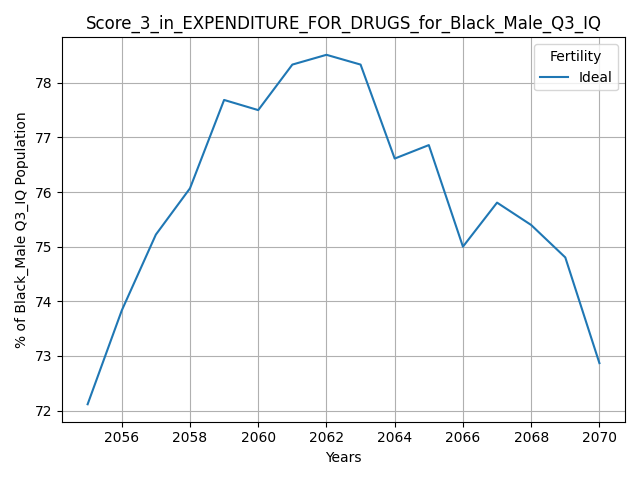 Score_3_in_EXPENDITURE_FOR_DRUGS_for_Black_Male_Q3_IQ
Fertility
Ideal
% of Black_Male Q3_IQ Population
78
77
76
75
74
73
72
2056 2058 2060 2062 2064 2066 2068 2070
Years